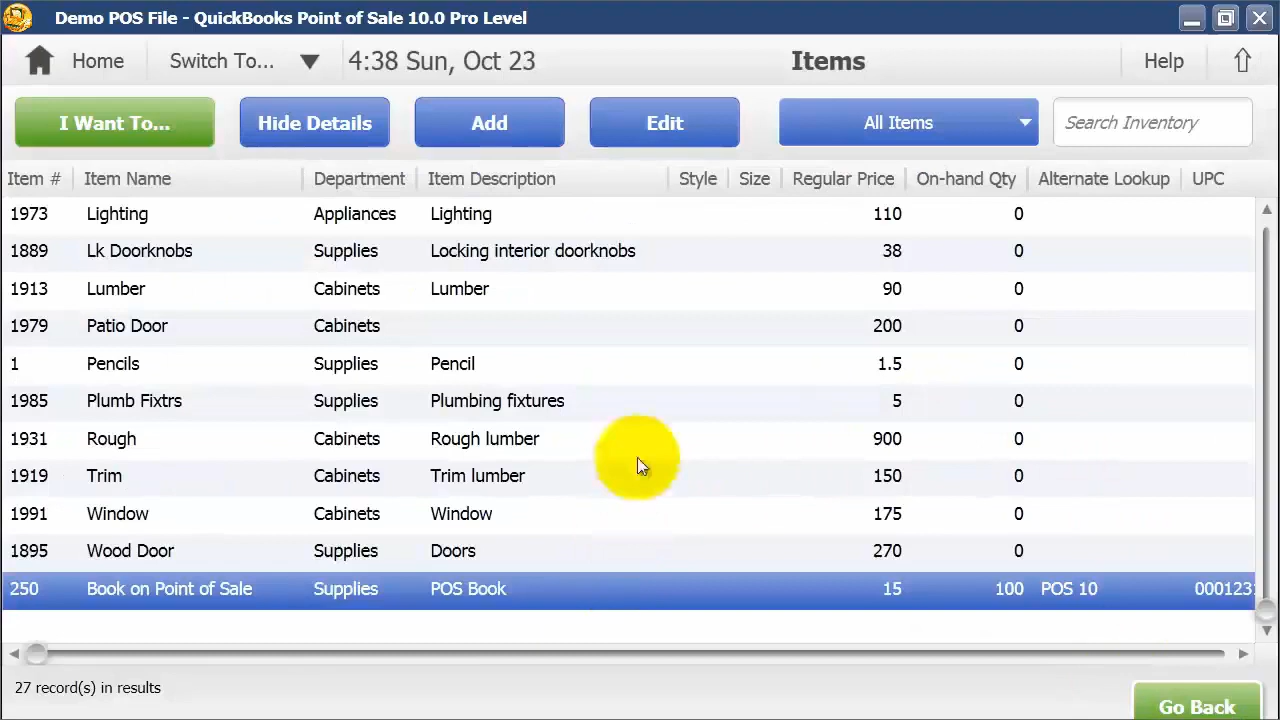 Demo POS File - QuickBooks Point of Sale 10.0 Pro Level
Home Switch To... 4:38 Sun, Oct 23 Items Help
I Want To... Hide Details Add Edit All Items Search Inventory
Item # Item Name Department Item Description Style Size Regular Price On-hand Qty Alternate Lookup UPC
1973 Lighting Appliances Lighting 110 0
1889 Lk Doorknobs Supplies Locking interior doorknobs 38 0
1913 Lumber Cabinets Lumber 90 0
1979 Patio Door Cabinets 200 0
1 Pencils Supplies Pencil 1.5 0
1985 Plumb Fixtrs Supplies Plumbing fixtures 5 0
1931 Rough Cabinets Rough lumber 900 0
1919 Trim Cabinets Trim lumber 150 0
1991 Window Cabinets Window 175 0
1895 Wood Door Supplies Doors 270 0
250 Book on Point of Sale Supplies POS Book 15 100 POS 10 000123
27 record(s) in results
Go Back